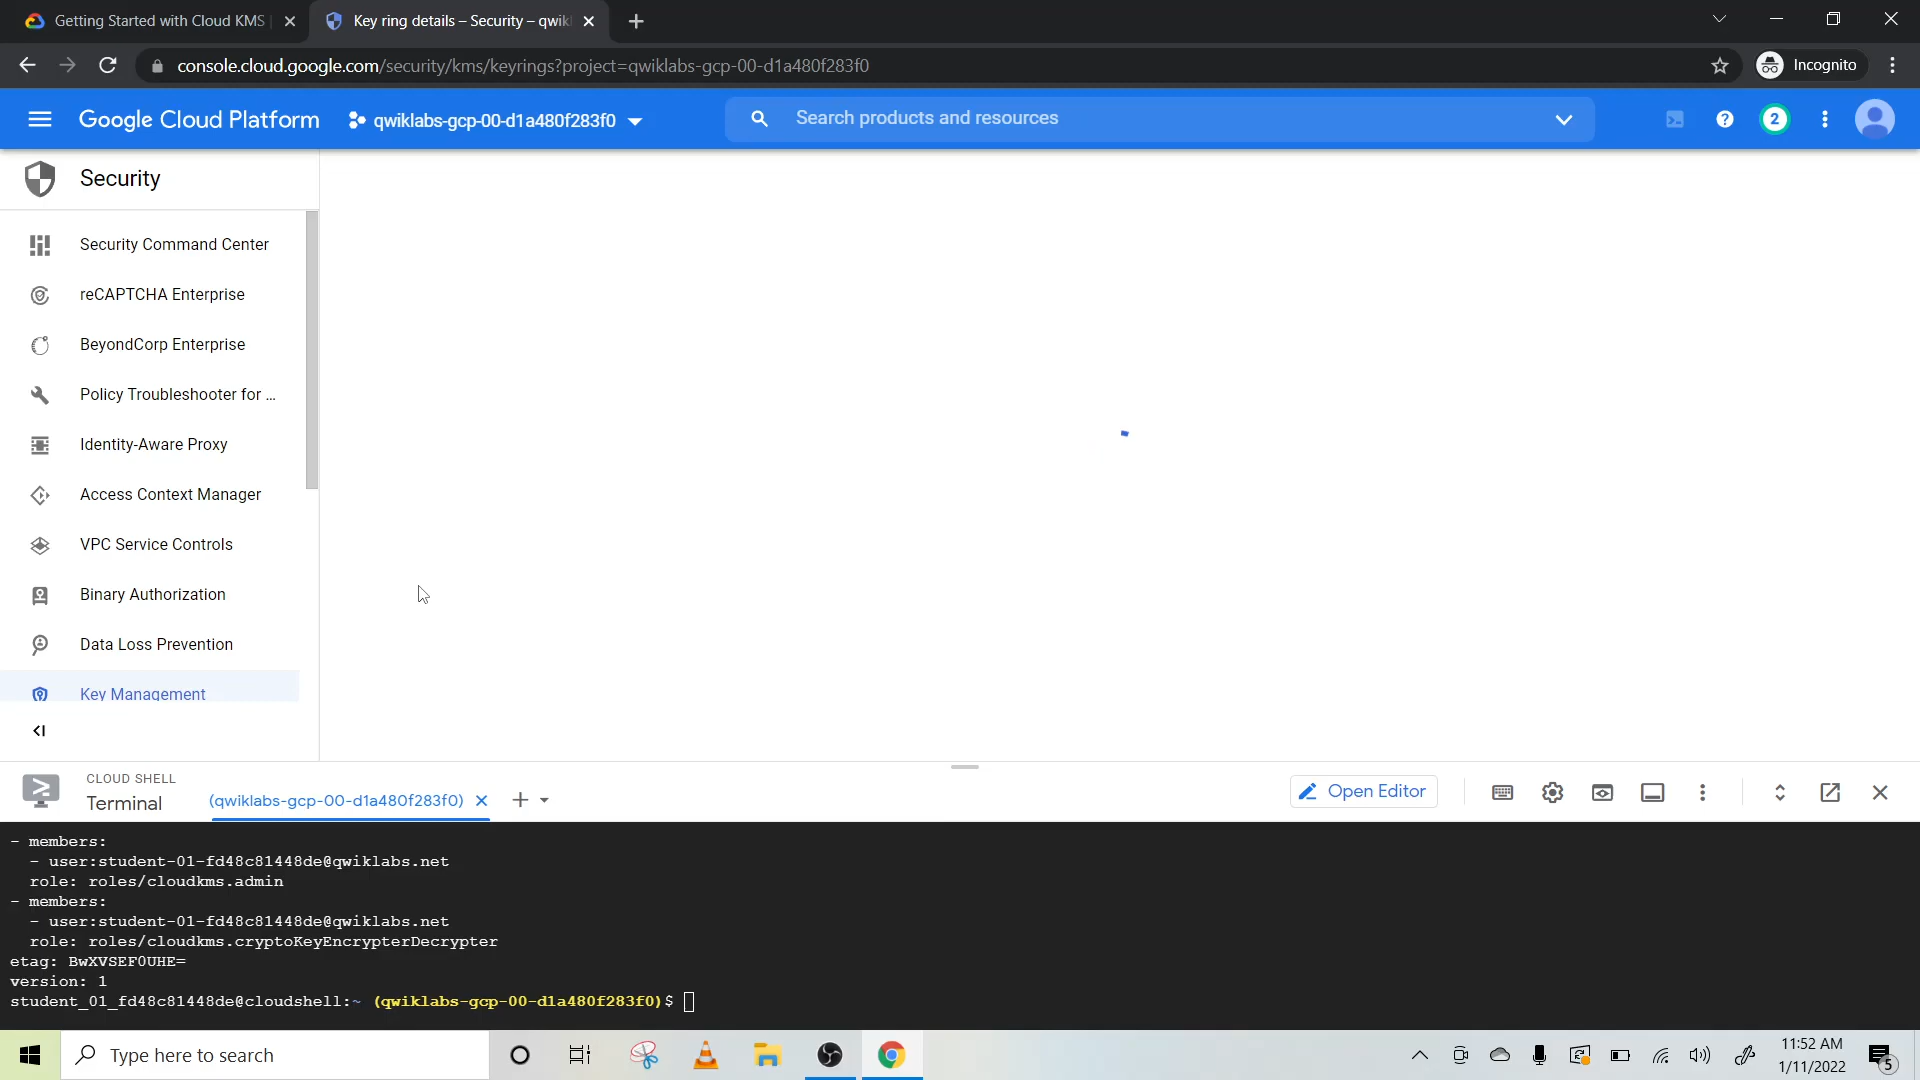 Getting Started with Cloud KMS
Key ring details – Security – qwik
console.cloud.google.com/security/kms/keyrings?project=qwiklabs-gcp-00-d1a480f283f0
Incognito
Google Cloud Platform
qwiklabs-gcp-00-d1a480f283f0
Search products and resources
2
Security
Security Command Center
reCAPTCHA Enterprise
BeyondCorp Enterprise
Policy Troubleshooter for ...
Identity-Aware Proxy
Access Context Manager
VPC Service Controls
Binary Authorization
Data Loss Prevention
Key Management
CLOUD SHELL
Terminal
(qwiklabs-gcp-00-d1a480f283f0)
Open Editor
- members:
  - user:student-01-fd48c81448de@qwiklabs.net
  role: roles/cloudkms.admin
- members:
  - user:student-01-fd48c81448de@qwiklabs.net
  role: roles/cloudkms.cryptoKeyEncrypterDecrypter
etag: BwXVSEF0UHE=
version: 1
student_01_fd48c81448de@cloudshell:~ (qwiklabs-gcp-00-d1a480f283f0)$
Type here to search
11:52 AM
1/11/2022
5